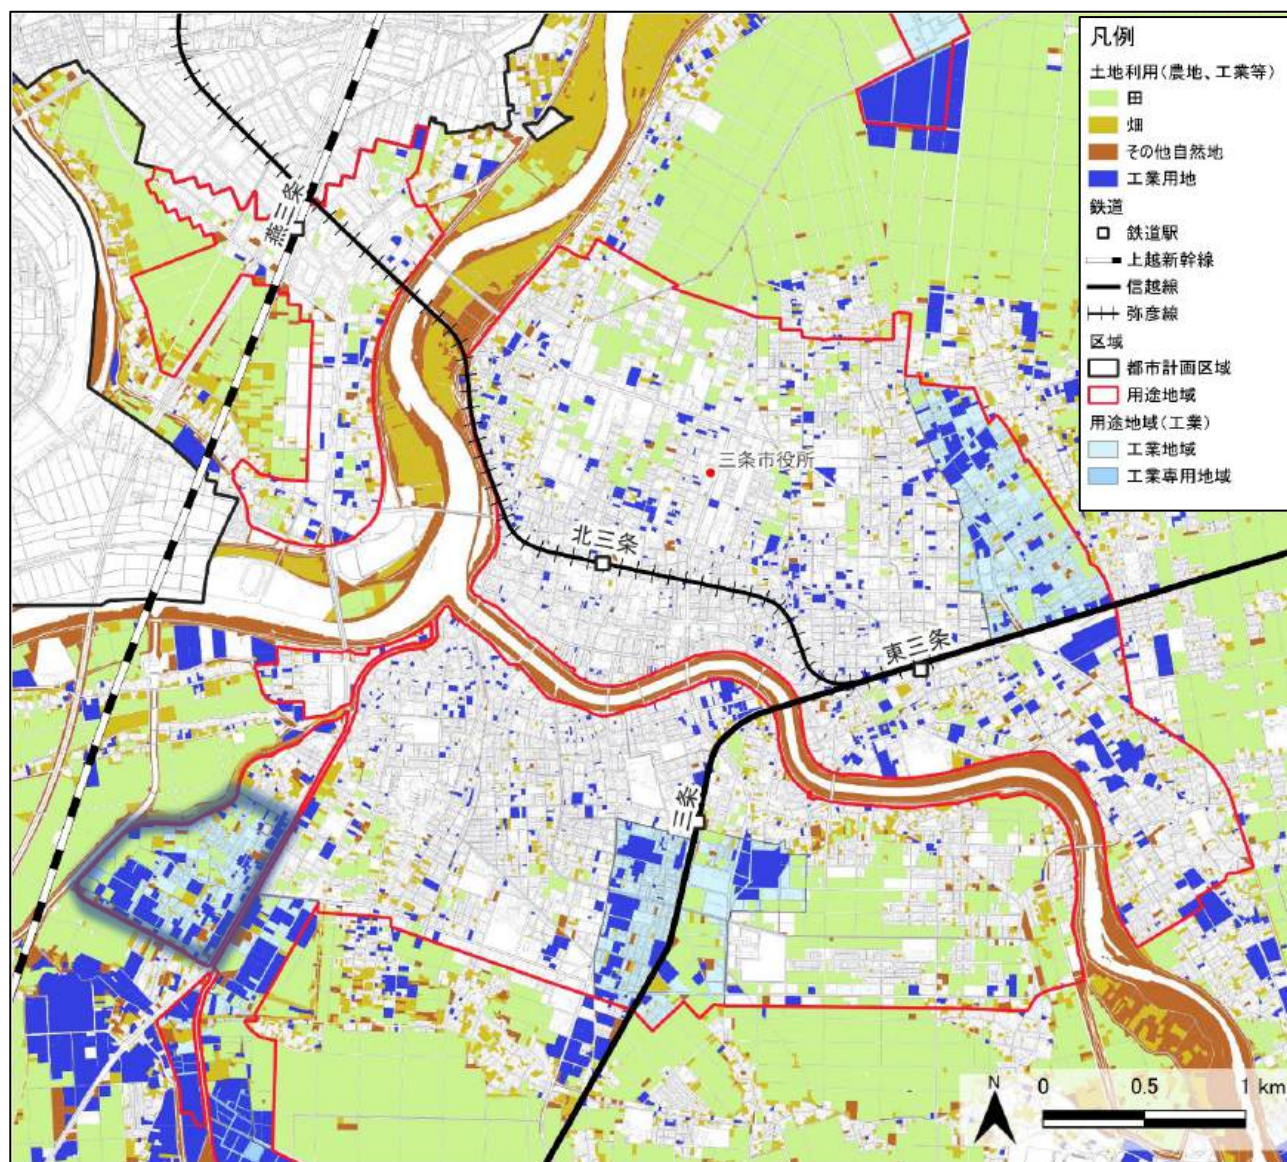 凡例
土地利用(農地、工業等)
田
畑
その他自然地
工業用地
鉄道
鉄道駅
上越新幹線
信越線
弥彦線
区域
都市計画区域
用途地域
用途地域(工業)
工業地域
工業専用地域
燕三条
三条市役所
北三条
東三条
三条
N
0 0.5 1 km